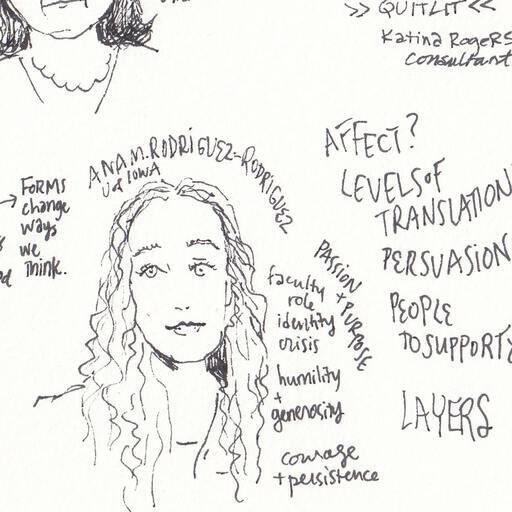 >> QUITLIT <<
Katina Rogers
Consultant
ANA M. RODRIGUEZ-RODRIGUEZ
U of IOWA
→ FORMS
change
ways
we
think.
PASSION + PURPOSE
faculty
role
identity
crisis
humility
+
generosity
courage
+ persistence
AFFECT?
LEVELS of
TRANSLATION
PERSUASION
PEOPLE
TO SUPPORT
LAYERS